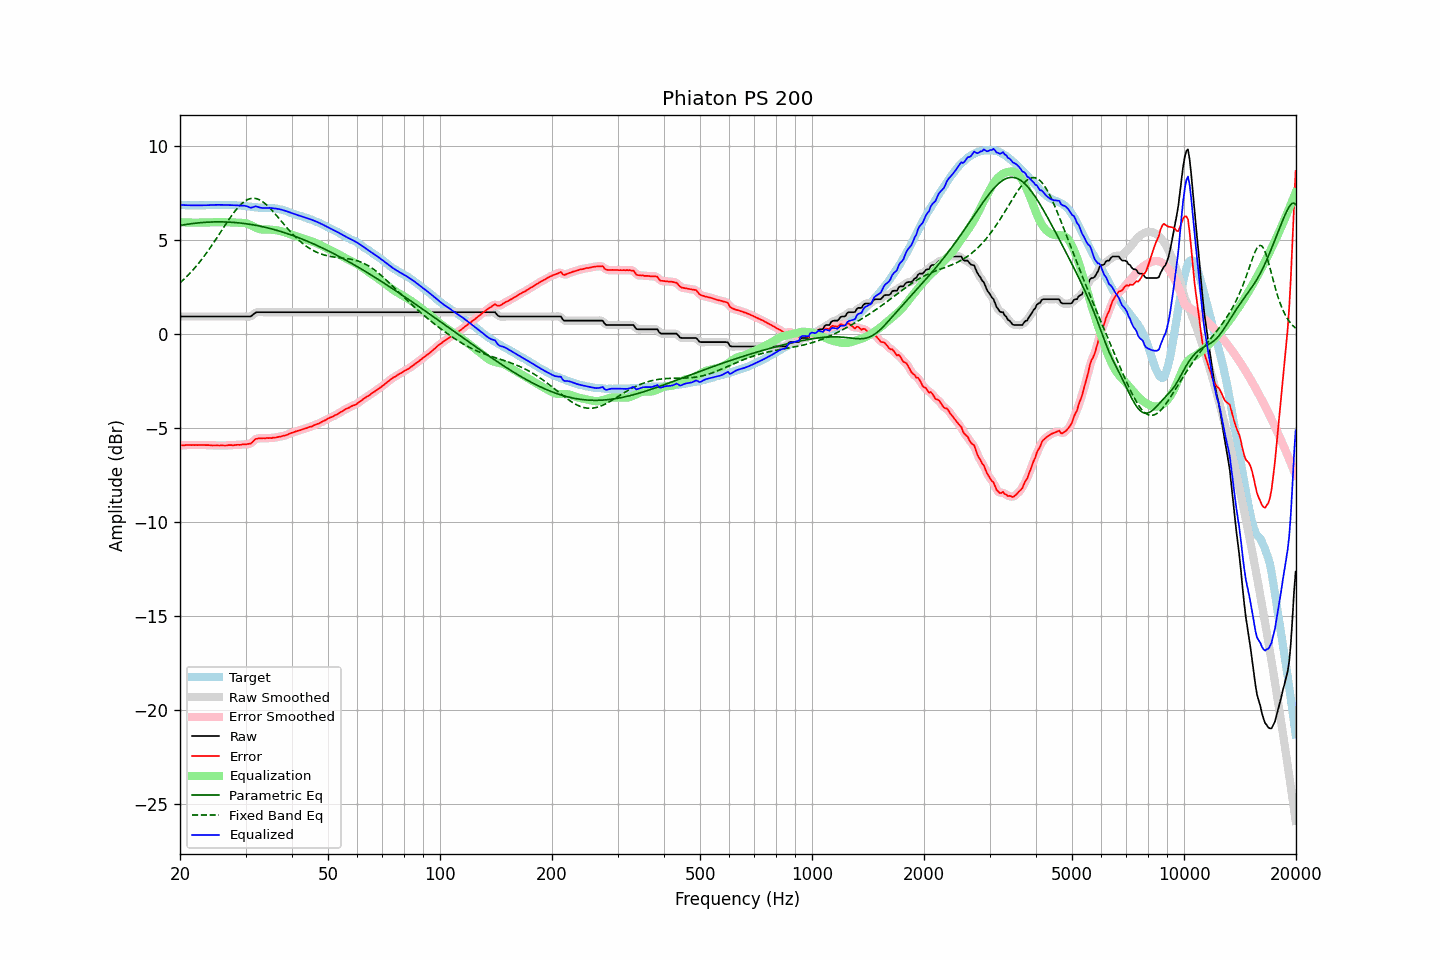 Phiaton PS 200
Amplitude (dBr)
10
5
0
−5
−10
−15
−20
−25
Target
Raw Smoothed
Error Smoothed
Raw
Error
Equalization
Parametric Eq
Fixed Band Eq
Equalized
20 50 100 200 500 1000 2000 5000 10000 20000
Frequency (Hz)